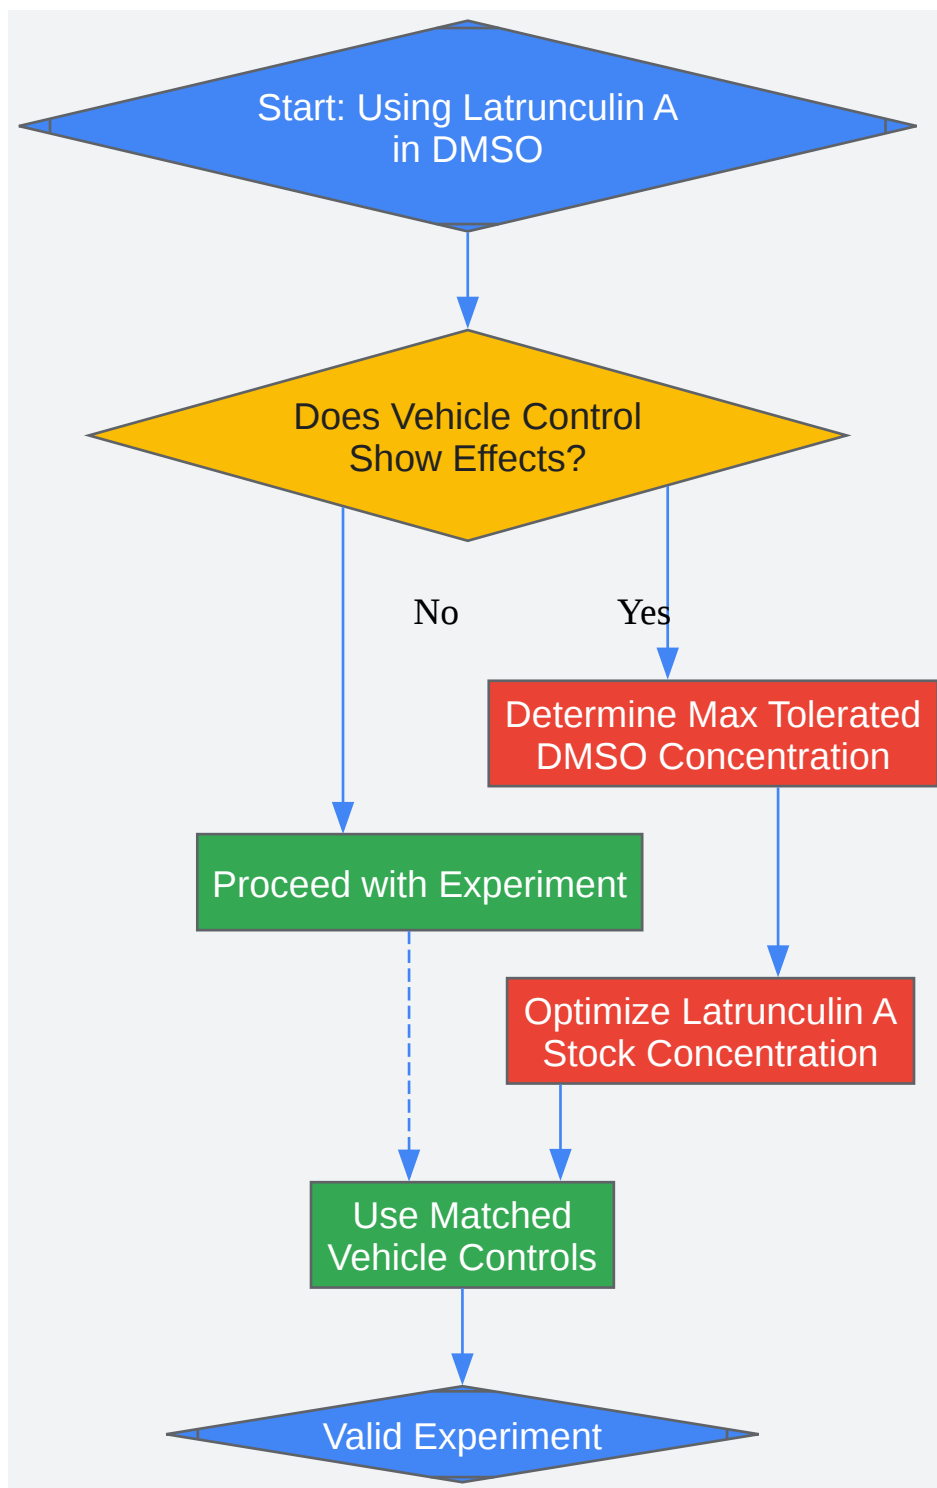 Start: Using Latrunculin A
in DMSO
Does Vehicle Control
Show Effects?
No
Yes
Determine Max Tolerated
DMSO Concentration
Proceed with Experiment
Optimize Latrunculin A
Stock Concentration
Use Matched
Vehicle Controls
Valid Experiment